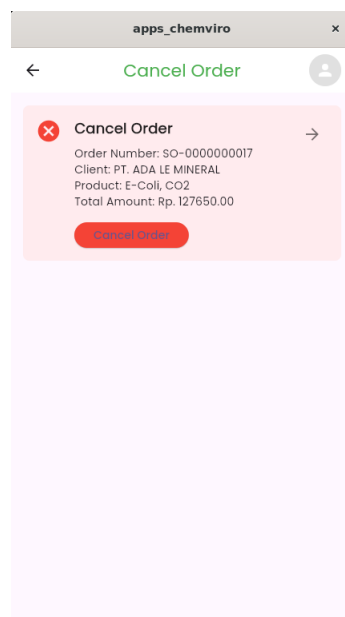 apps_chemviro
Cancel Order
Cancel Order
Order Number: SO-0000000017
Client: PT. ADA LE MINERAL
Product: E-Coli, CO2
Total Amount: Rp. 127650.00
Cancel Order